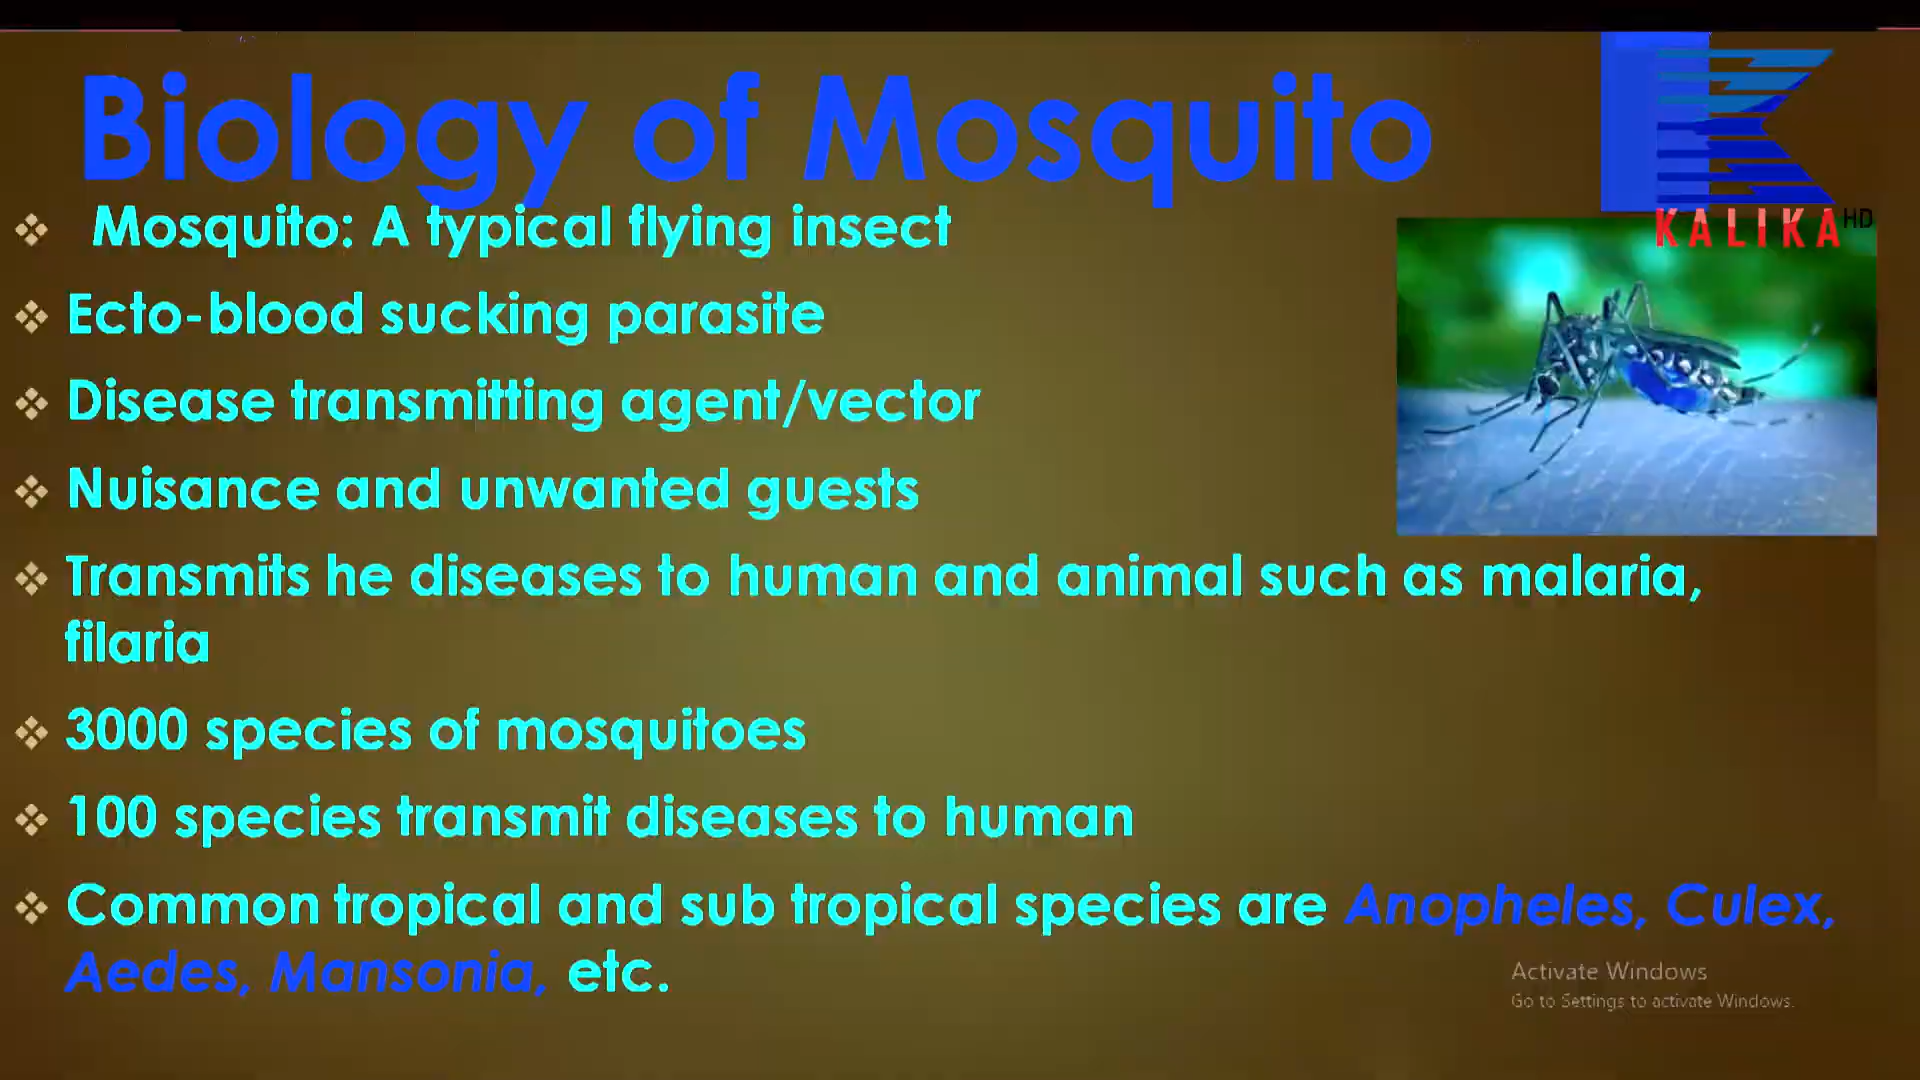 Biology of Mosquito
KALIKA HD
❖ Mosquito: A typical flying insect
❖ Ecto-blood sucking parasite
❖ Disease transmitting agent/vector
❖ Nuisance and unwanted guests
❖ Transmits he diseases to human and animal such as malaria,
filaria
❖ 3000 species of mosquitoes
❖ 100 species transmit diseases to human
❖ Common tropical and sub tropical species are Anopheles, Culex,
Aedes, Mansonia, etc.
Activate Windows
Go to Settings to activate Windows.